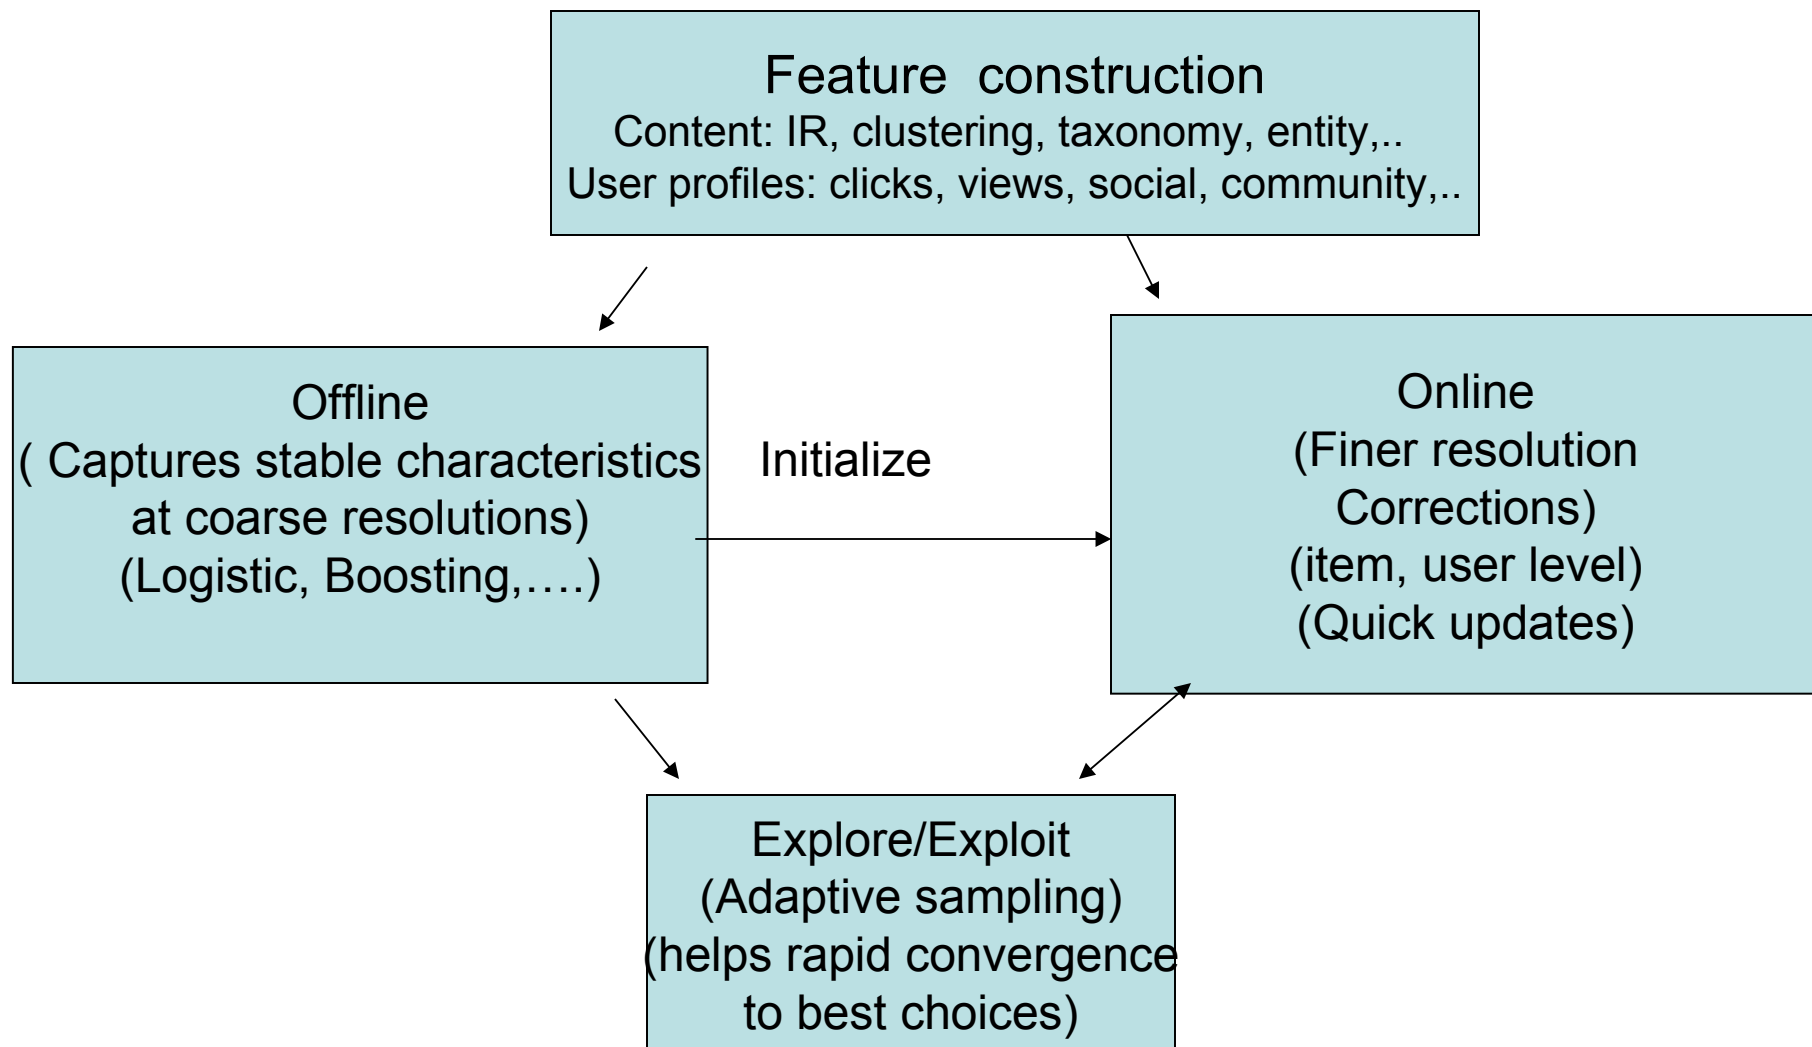 Feature construction
Content: IR, clustering, taxonomy, entity,..
User profiles: clicks, views, social, community,..
Offline
( Captures stable characteristics
at coarse resolutions)
(Logistic, Boosting,....)
Initialize
Online
(Finer resolution
Corrections)
(item, user level)
(Quick updates)
Explore/Exploit
(Adaptive sampling)
(helps rapid convergence
to best choices)